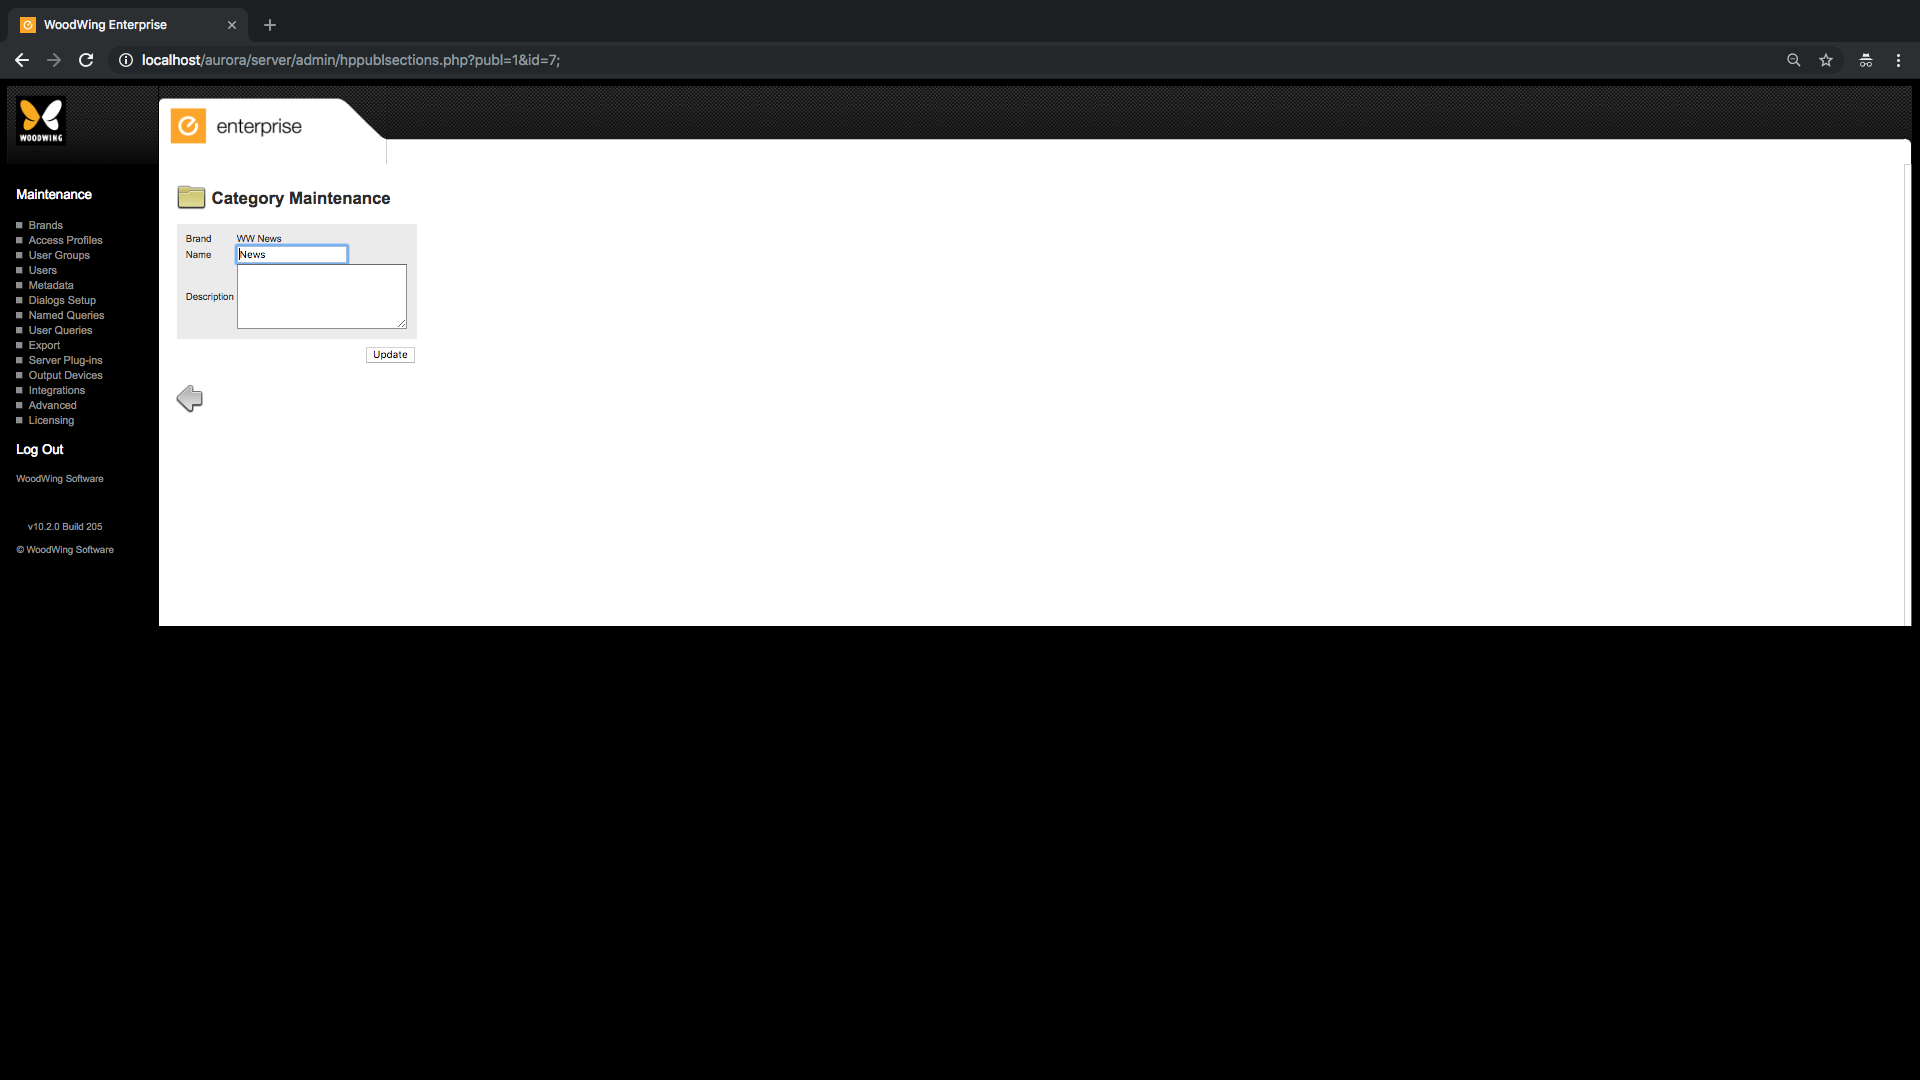 WoodWing Enterprise
localhost/aurora/server/admin/hppublsections.php?publ=1&id=7;
WOODWING
enterprise
Maintenance
Brands
Access Profiles
User Groups
Users
Metadata
Dialogs Setup
Named Queries
User Queries
Export
Server Plug-ins
Output Devices
Integrations
Advanced
Licensing
Log Out
WoodWing Software
v10.2.0 Build 205
© WoodWing Software
Category Maintenance
Brand WW News
Name News
Description
Update